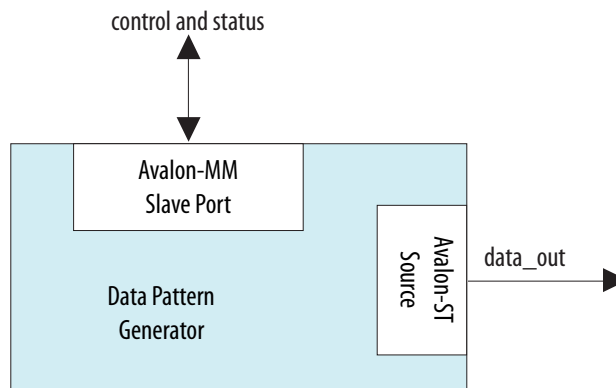 control and status
Avalon-MM
Slave Port
Avalon-ST
Source
data_out
Data Pattern
Generator